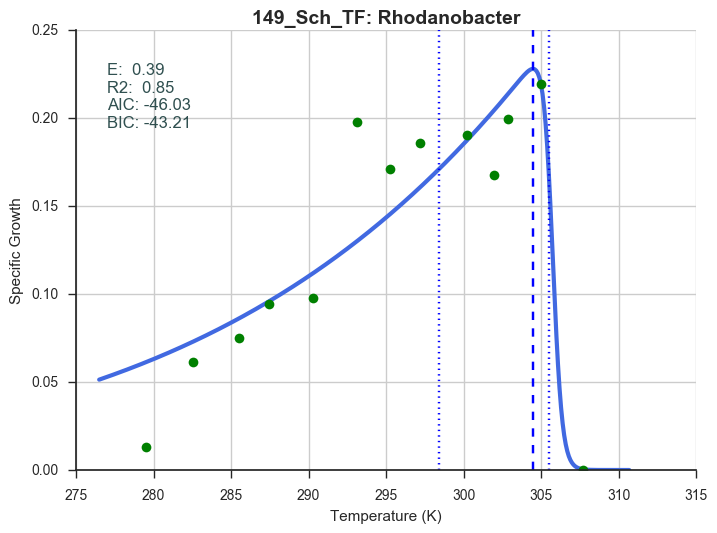 149_Sch_TF: Rhodanobacter
E:  0.39
R2:  0.85
AIC: -46.03
BIC: -43.21
0.25
0.20
0.15
0.10
0.05
0.00
Specific Growth
275 280 285 290 295 300 305 310 315
Temperature (K)